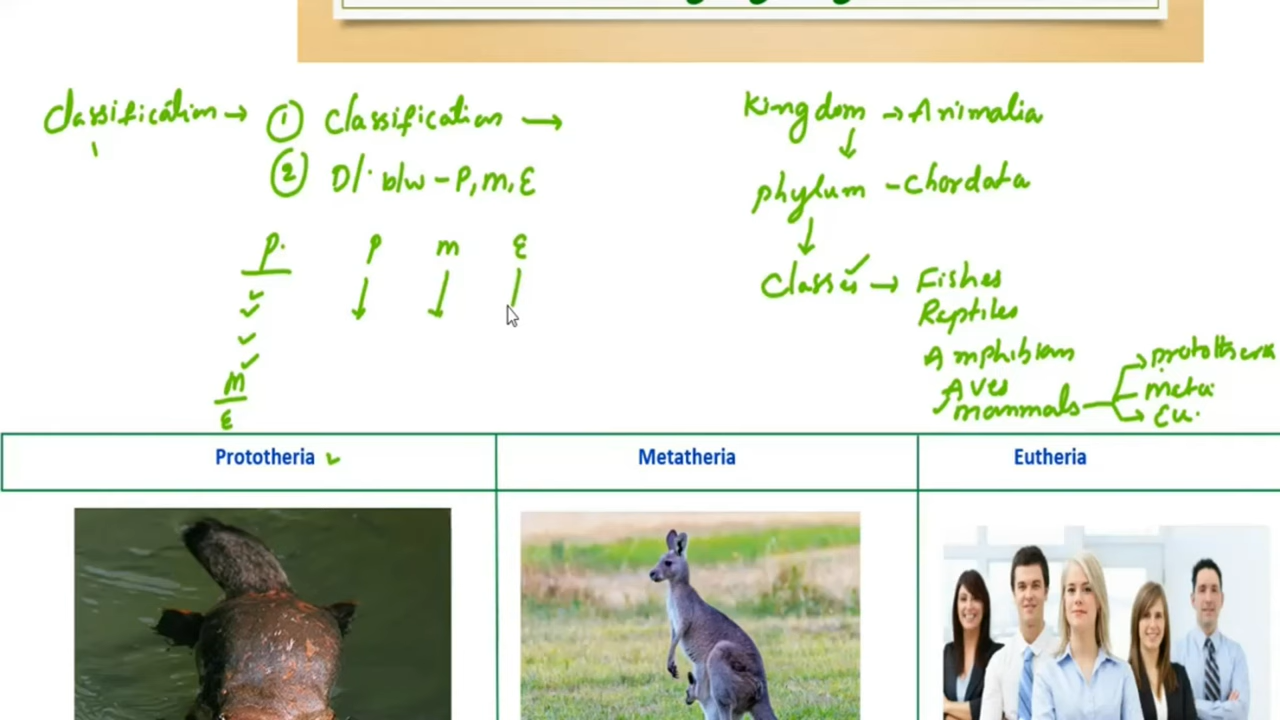 Classification → ① Classification →
② D/· b/w - P, m, E
P. P m E
M
E
Kingdom → Animalia
↓
phylum - Chordata
↓
Classes → Fishes
Reptiles
Amphibian
Aves
mammals
Prototheria
meta
Eu.
Prototheria Metatheria Eutheria